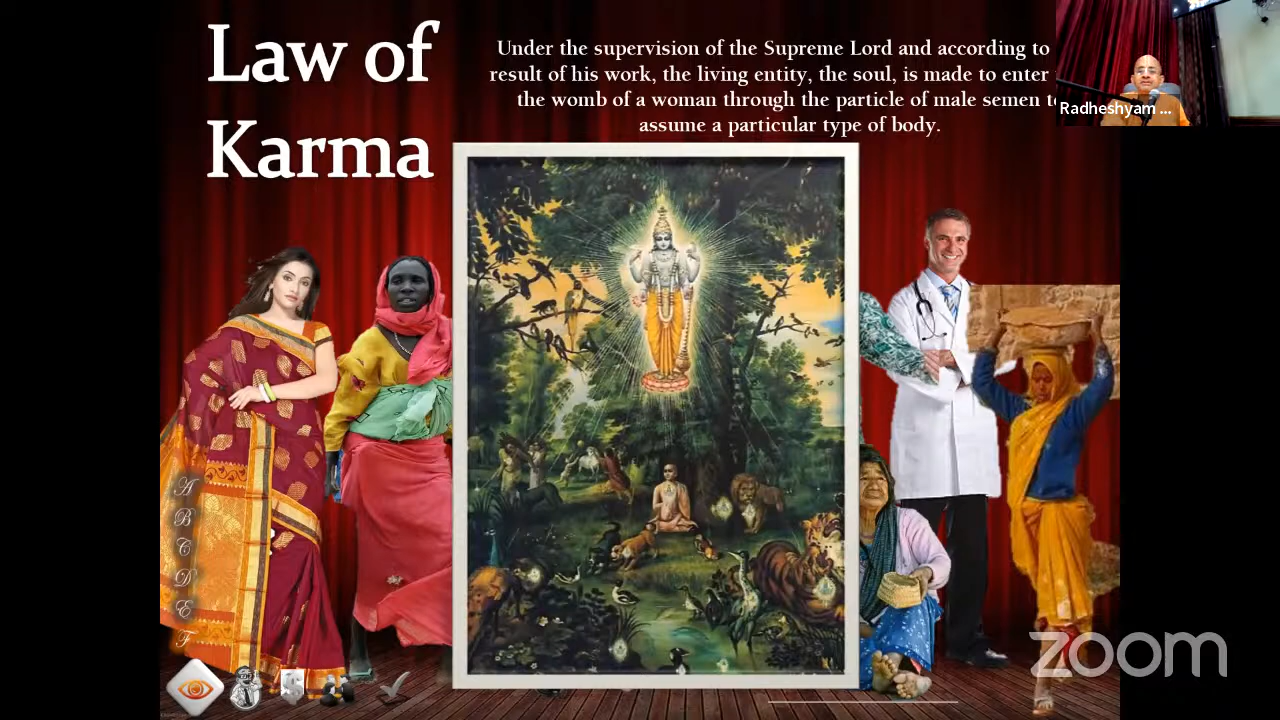 Law of
Karma
Under the supervision of the Supreme Lord and according to
result of his work, the living entity, the soul, is made to enter
the womb of a woman through the particle of male semen
assume a particular type of body.
Radheshyam ...
A
B
C
D
E
F
zoom